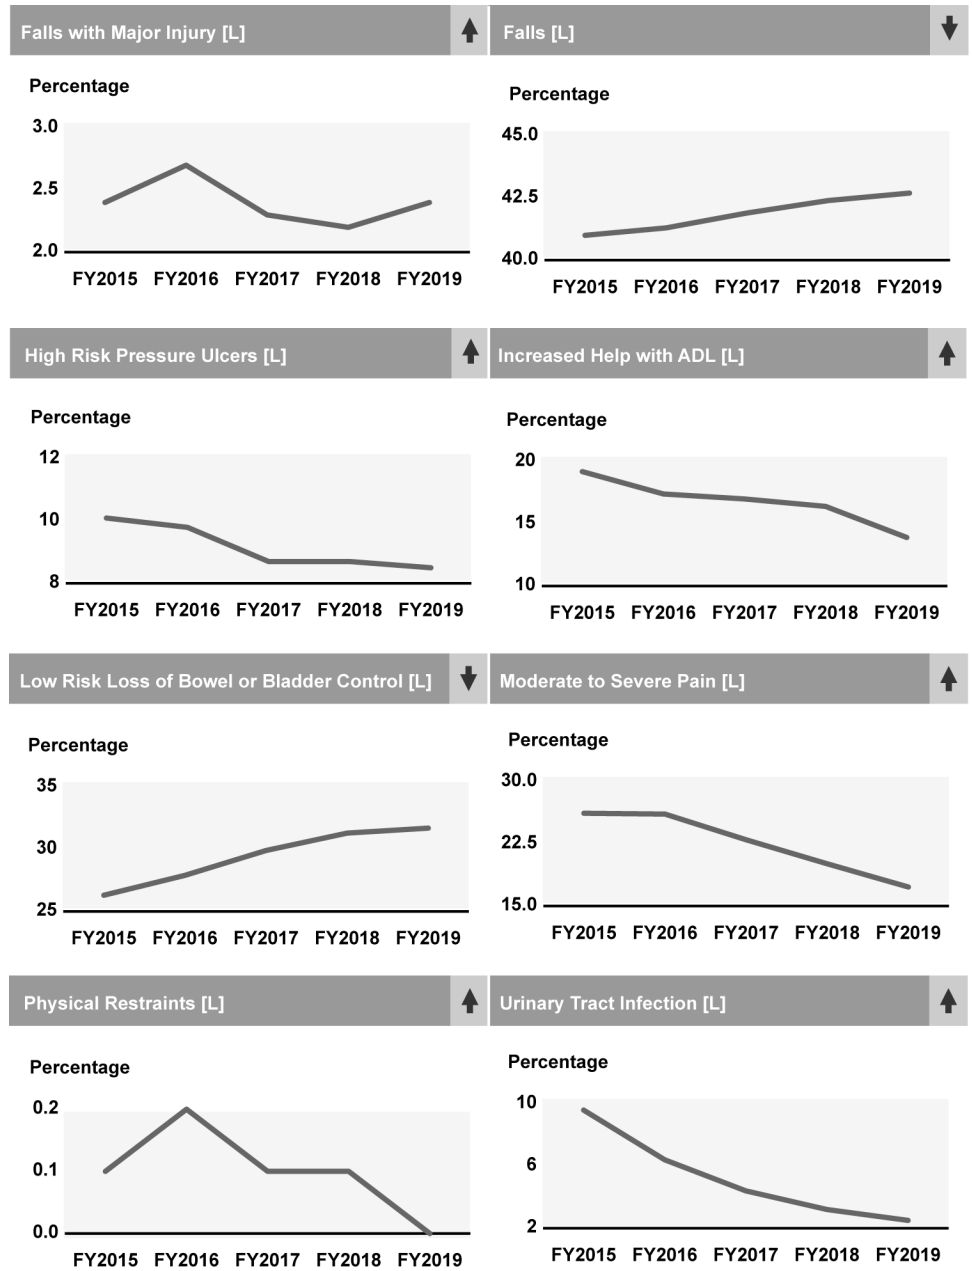 Falls with Major Injury [L]
Percentage
3.0
2.5
2.0
FY2015 FY2016 FY2017 FY2018 FY2019
Falls [L]
Percentage
45.0
42.5
40.0
FY2015 FY2016 FY2017 FY2018 FY2019
High Risk Pressure Ulcers [L]
Percentage
12
10
8
FY2015 FY2016 FY2017 FY2018 FY2019
Increased Help with ADL [L]
Percentage
20
15
10
FY2015 FY2016 FY2017 FY2018 FY2019
Low Risk Loss of Bowel or Bladder Control [L]
Percentage
35
30
25
FY2015 FY2016 FY2017 FY2018 FY2019
Moderate to Severe Pain [L]
Percentage
30.0
22.5
15.0
FY2015 FY2016 FY2017 FY2018 FY2019
Physical Restraints [L]
Percentage
0.2
0.1
0.0
FY2015 FY2016 FY2017 FY2018 FY2019
Urinary Tract Infection [L]
Percentage
10
6
2
FY2015 FY2016 FY2017 FY2018 FY2019